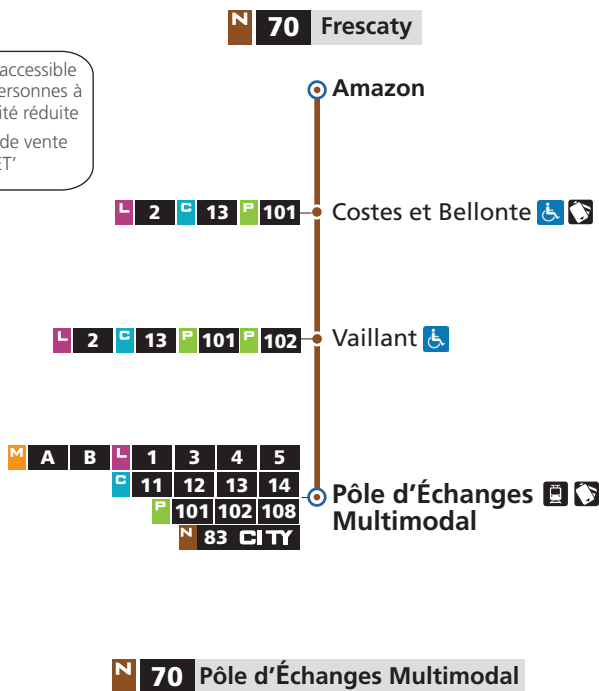 N 70 Frescaty
accessible
ersonnes à
ité réduite
de vente
ET’
Amazon
L 2 C 13 P 101
Costes et Bellonte
L 2 C 13 P 101 P 102
Vaillant
M A B L 1 3 4 5
C 11 12 13 14
P 101 102 108
N 83 CITY
Pôle d’Échanges
Multimodal
N 70 Pôle d’Échanges Multimodal